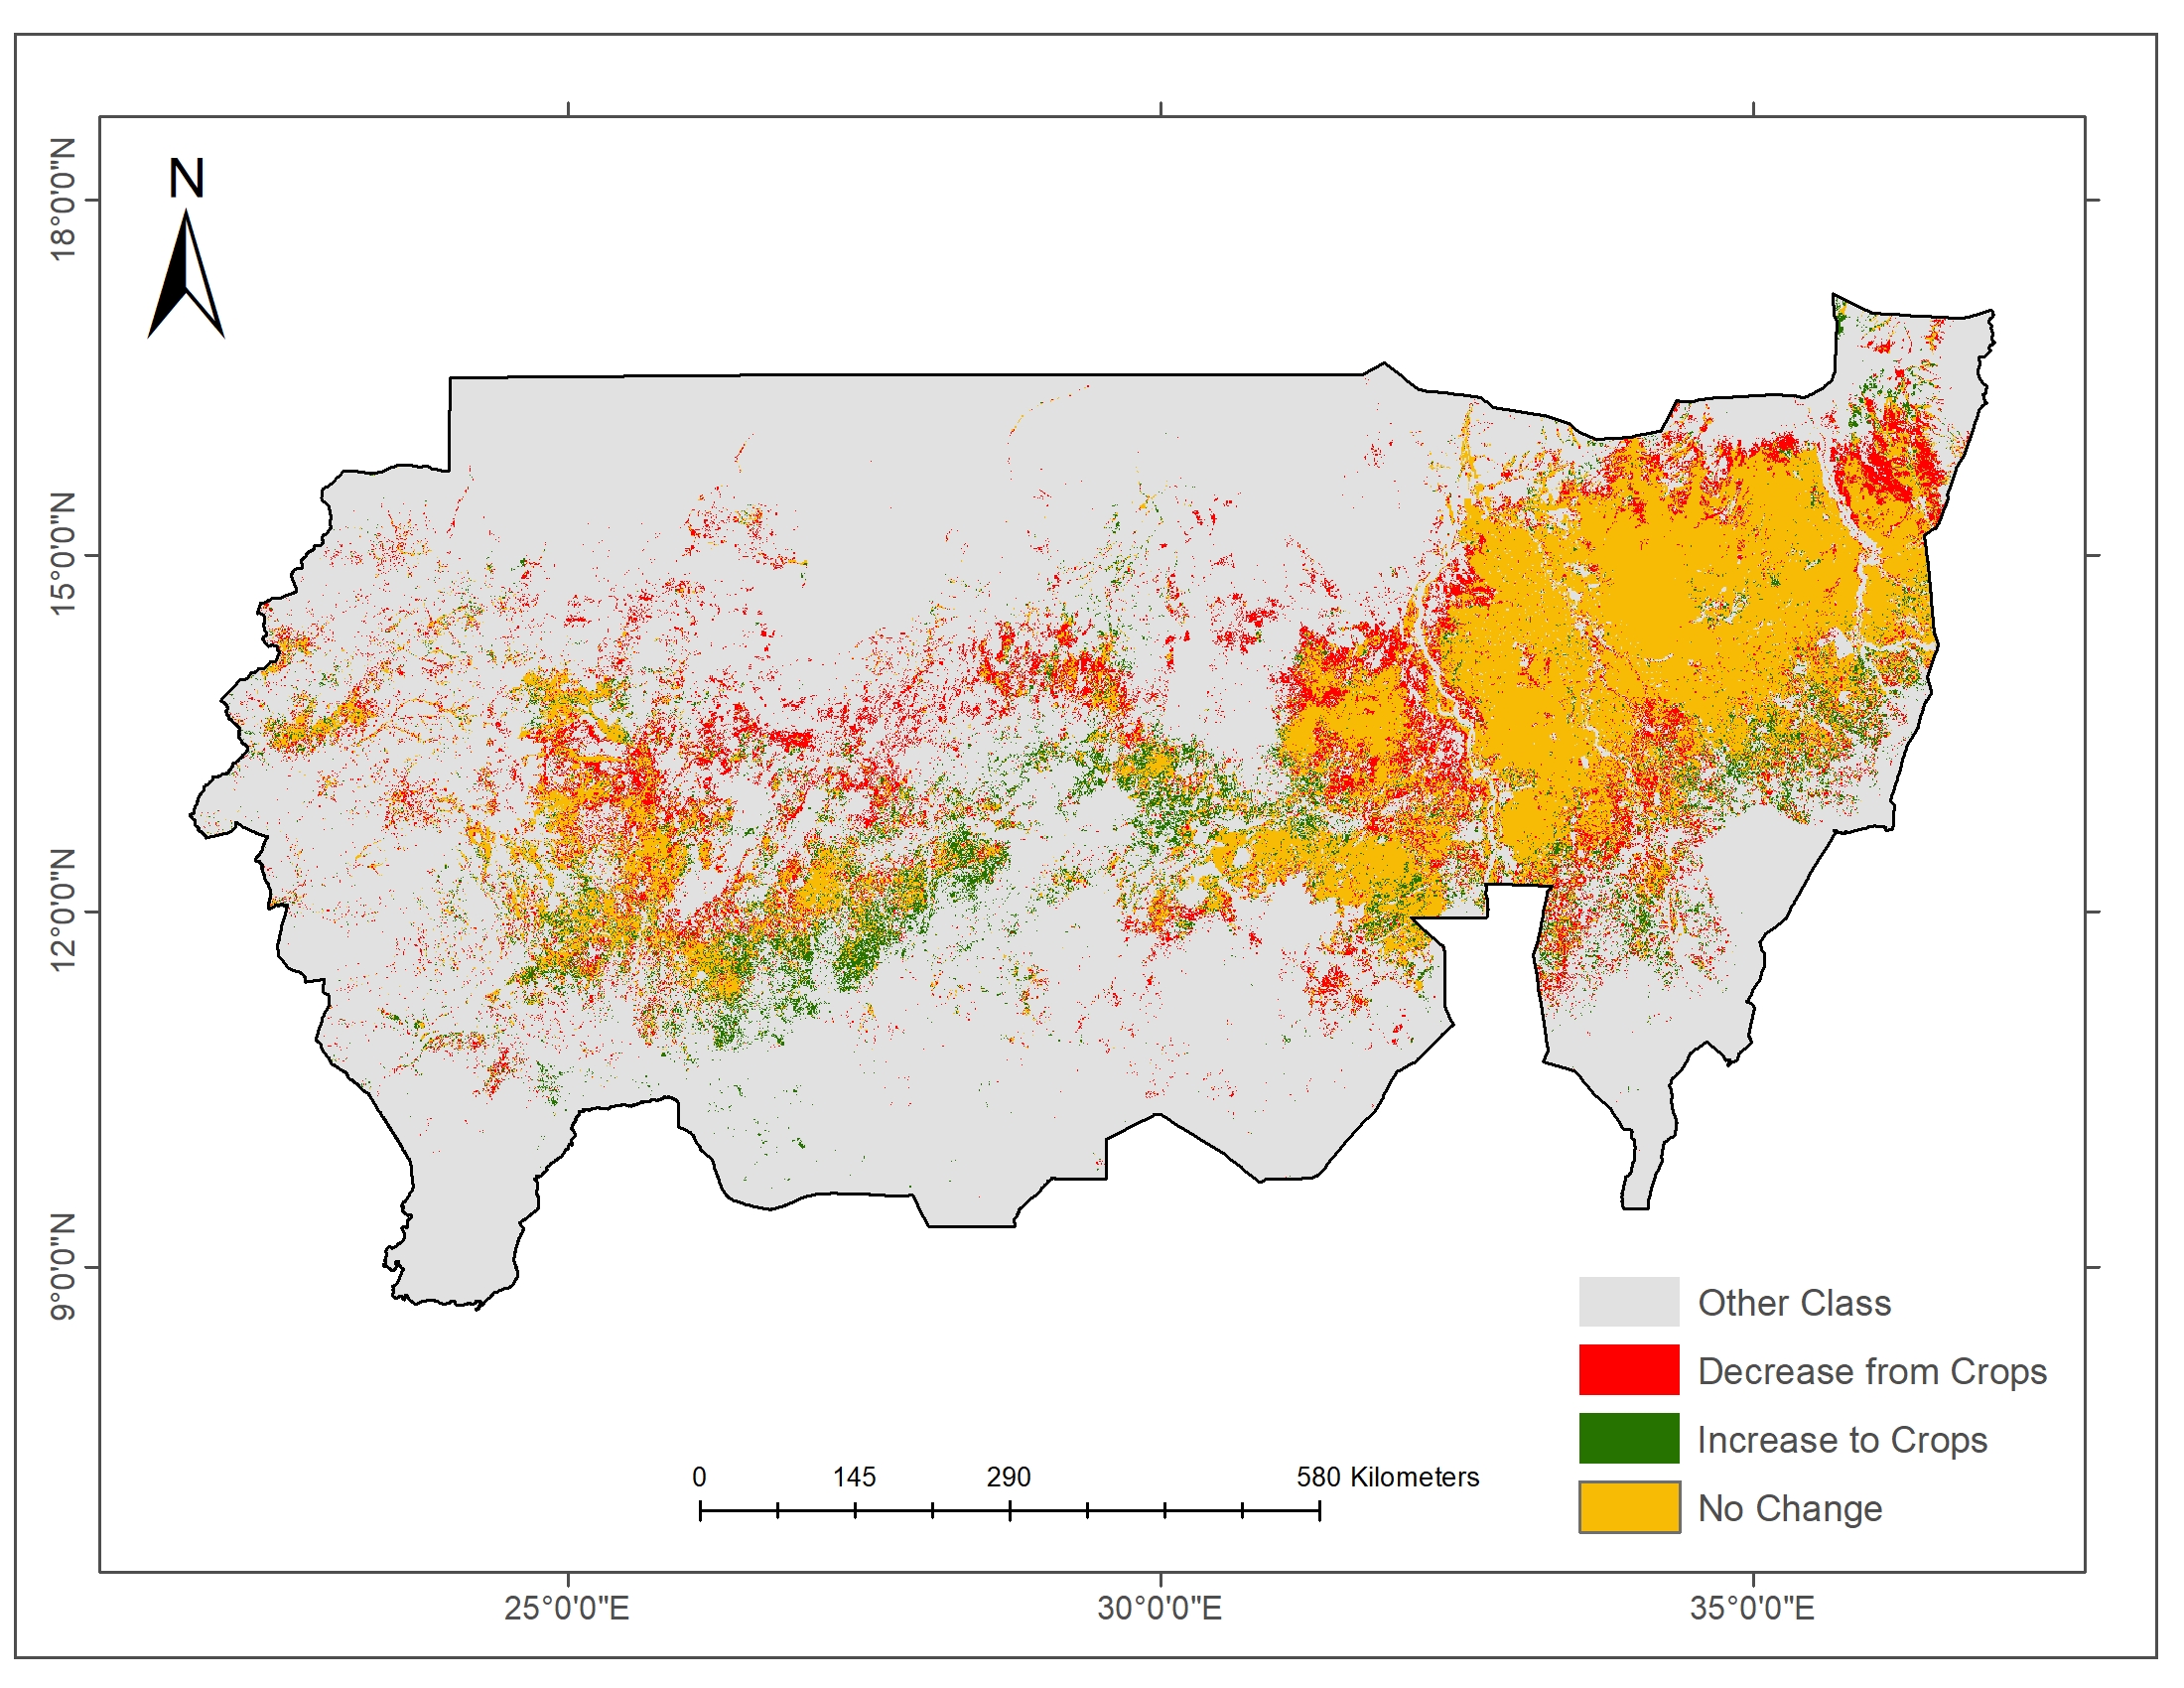 N
18°0'0"N
15°0'0"N
12°0'0"N
9°0'0"N
Other Class
Decrease from Crops
Increase to Crops
No Change
0 145 290 580 Kilometers
25°0'0"E 30°0'0"E 35°0'0"E